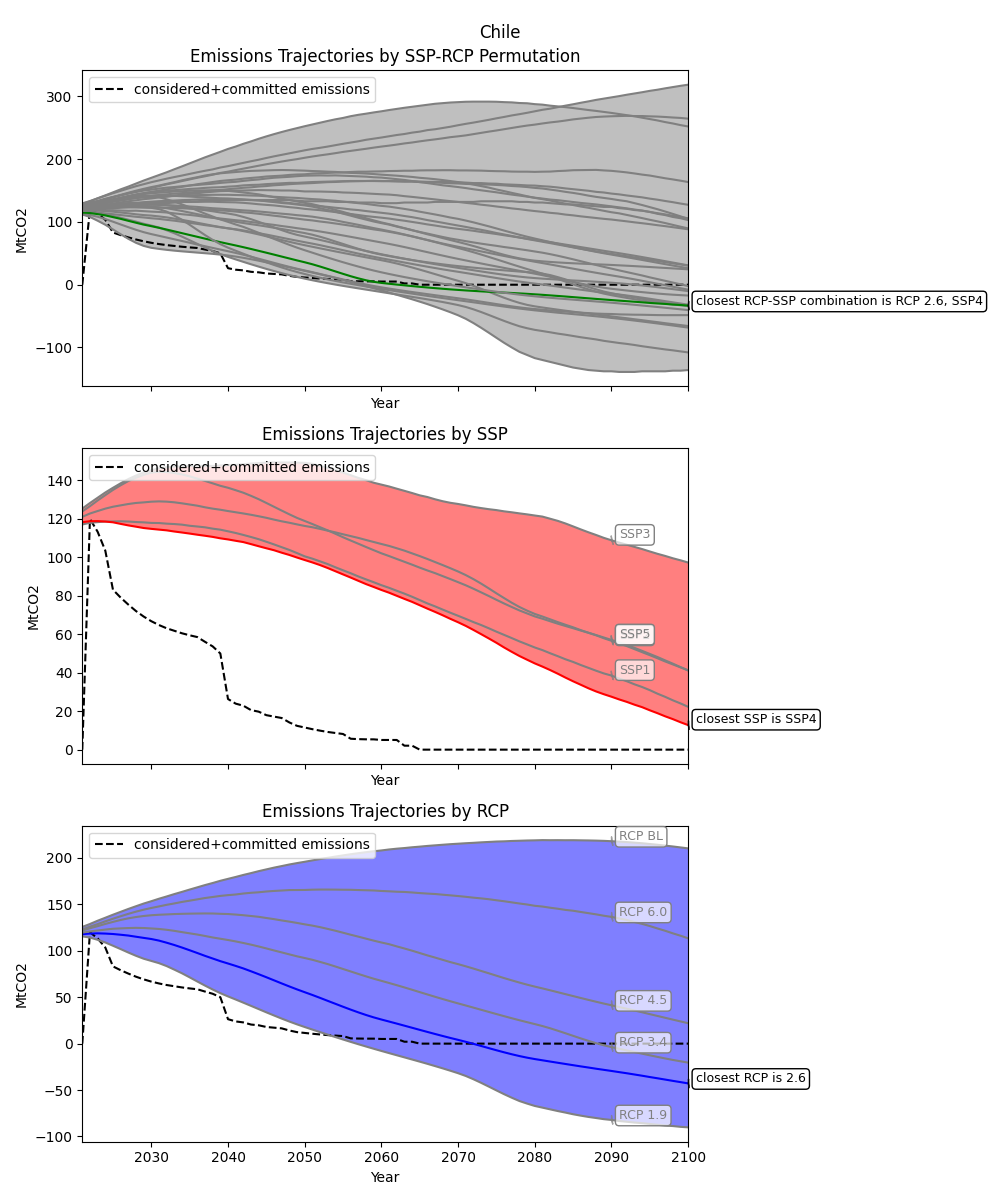 Chile
Emissions Trajectories by SSP-RCP Permutation
considered+committed emissions
300
200
100
0
−100
MtCO2
closest RCP-SSP combination is RCP 2.6, SSP4
Year
Emissions Trajectories by SSP
considered+committed emissions
140
120
100
80
60
40
20
0
MtCO2
SSP3
SSP5
SSP1
closest SSP is SSP4
Year
Emissions Trajectories by RCP
considered+committed emissions
200
150
100
50
0
−50
−100
MtCO2
RCP BL
RCP 6.0
RCP 4.5
RCP 3.4
closest RCP is 2.6
RCP 1.9
2030 2040 2050 2060 2070 2080 2090 2100
Year